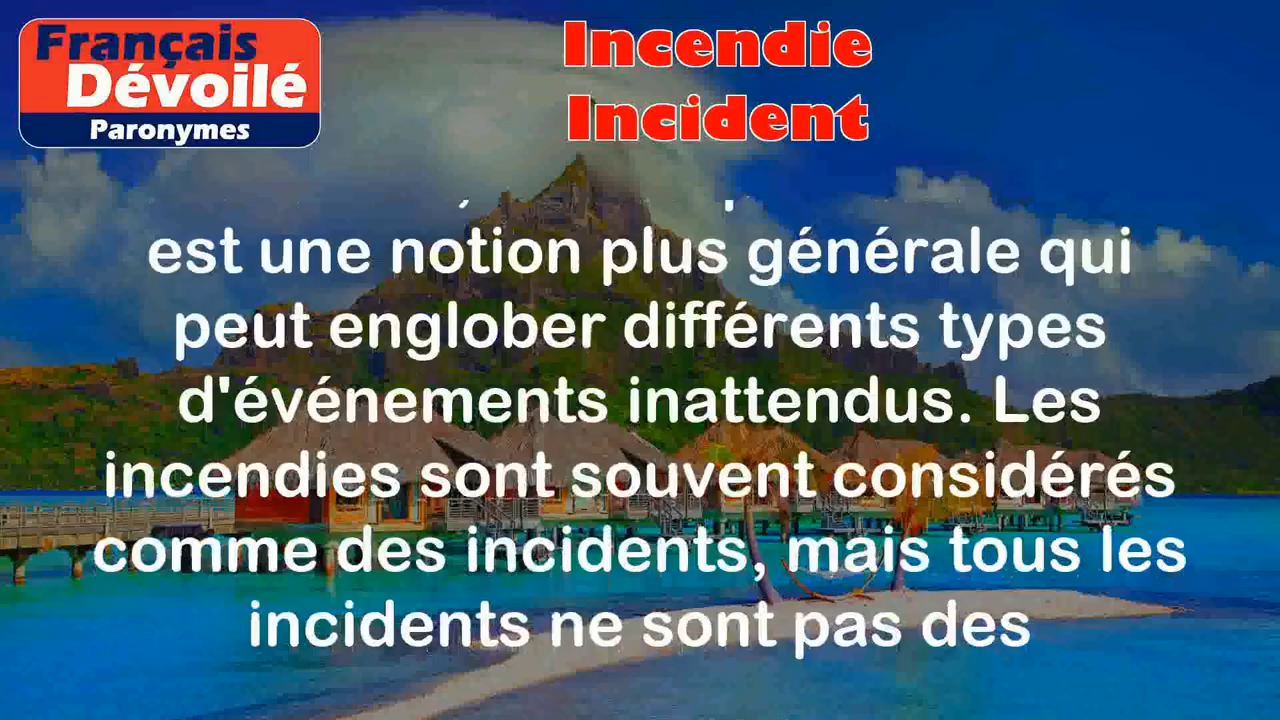 Français
Dévoilé
Paronymes
Incendie
Incident
est une notion plus générale qui
peut englober différents types
d'événements inattendus. Les
incendies sont souvent considérés
comme des incidents, mais tous les
incidents ne sont pas des